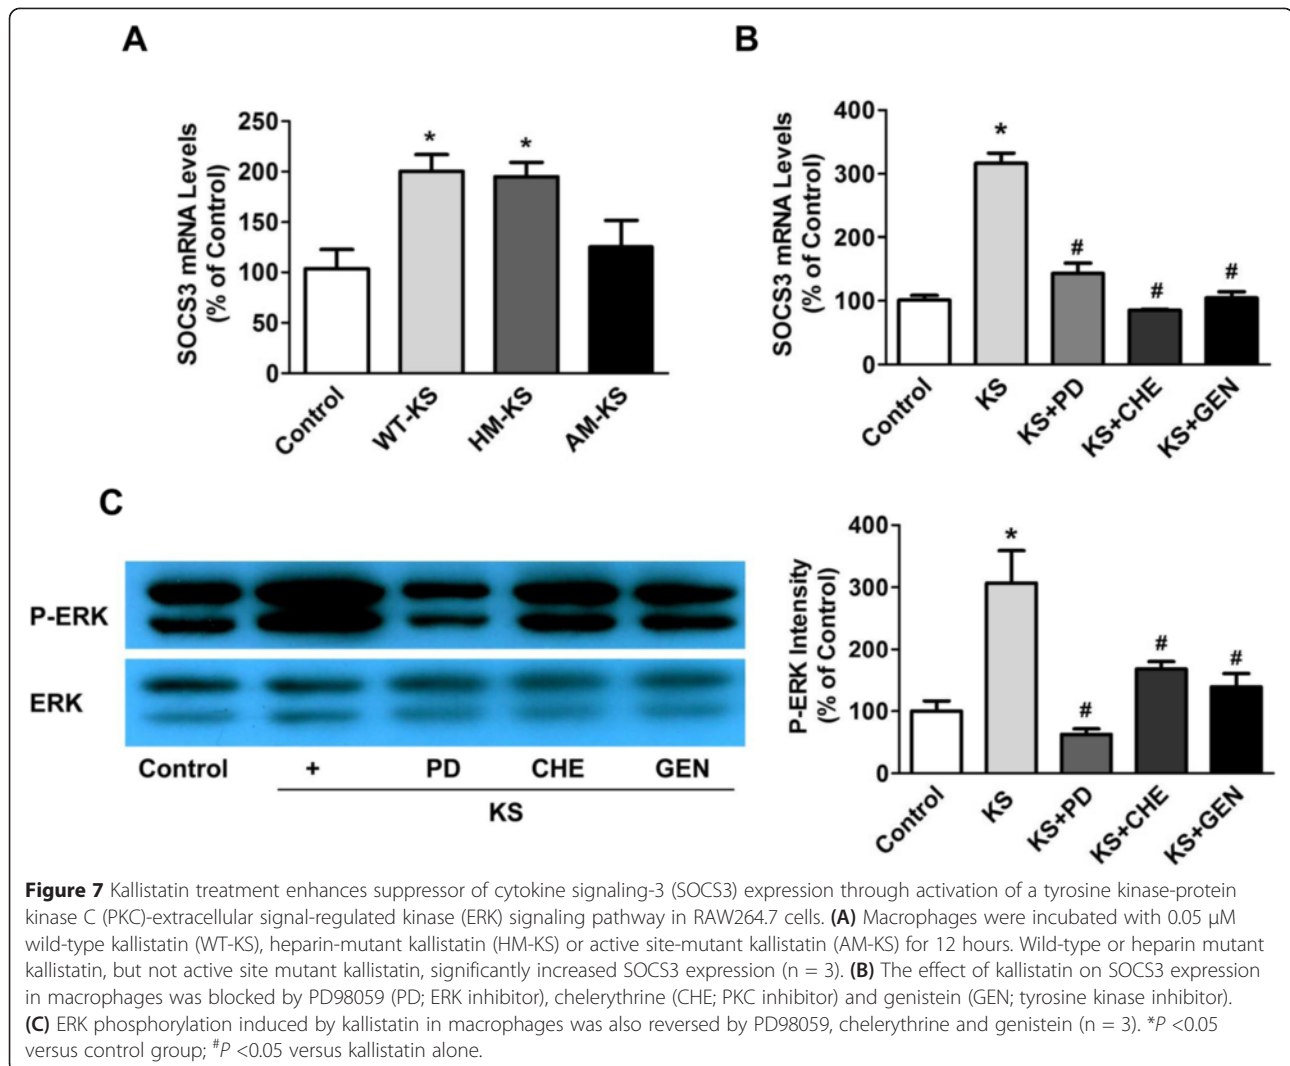 A
SOCS3 mRNA Levels
(% of Control)
250
200
150
100
50
0
*
*
Control
WT-KS
HM-KS
AM-KS
B
SOCS3 mRNA Levels
(% of Control)
400
300
200
100
0
*
#
#
#
Control
KS
KS+PD
KS+CHE
KS+GEN
C
P-ERK
ERK
Control + PD CHE GEN
KS
P-ERK Intensity
(% of Control)
400
300
200
100
0
*
#
#
#
Control
KS
KS+PD
KS+CHE
KS+GEN
Figure 7 Kallistatin treatment enhances suppressor of cytokine signaling-3 (SOCS3) expression through activation of a tyrosine kinase-protein
kinase C (PKC)-extracellular signal-regulated kinase (ERK) signaling pathway in RAW264.7 cells. (A) Macrophages were incubated with 0.05 μM
wild-type kallistatin (WT-KS), heparin-mutant kallistatin (HM-KS) or active site-mutant kallistatin (AM-KS) for 12 hours. Wild-type or heparin mutant
kallistatin, but not active site mutant kallistatin, significantly increased SOCS3 expression (n = 3). (B) The effect of kallistatin on SOCS3 expression
in macrophages was blocked by PD98059 (PD; ERK inhibitor), chelerythrine (CHE; PKC inhibitor) and genistein (GEN; tyrosine kinase inhibitor).
(C) ERK phosphorylation induced by kallistatin in macrophages was also reversed by PD98059, chelerythrine and genistein (n = 3). *P <0.05
versus control group; #P <0.05 versus kallistatin alone.